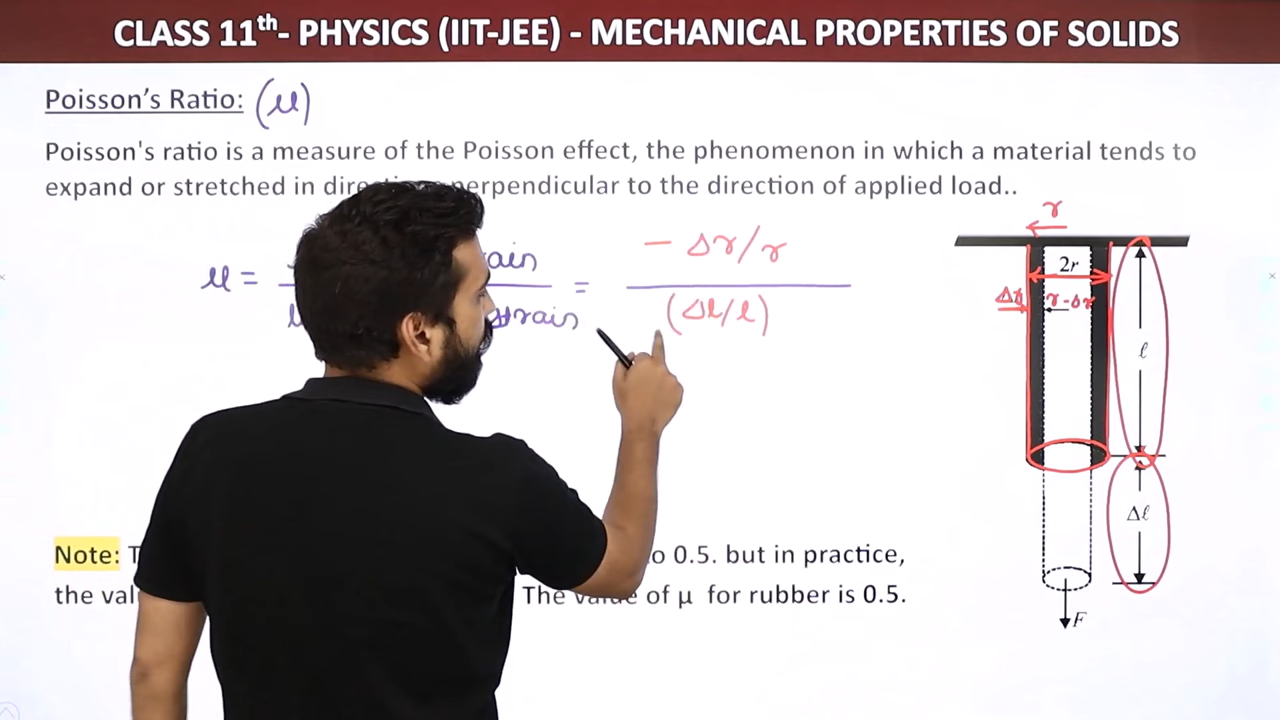 CLASS 11th- PHYSICS (IIT-JEE) - MECHANICAL PROPERTIES OF SOLIDS
Poisson's Ratio: (μ)
Poisson's ratio is a measure of the Poisson effect, the phenomenon in which a material tends to
expand or stretched in perpendicular to the direction of applied load..
μ = = - Δr/r
strain (Δl/l)
r
2r
Δr r-Δr
l
Δl
F
Note: 0.5. but in practice,
the The value of μ for rubber is 0.5.